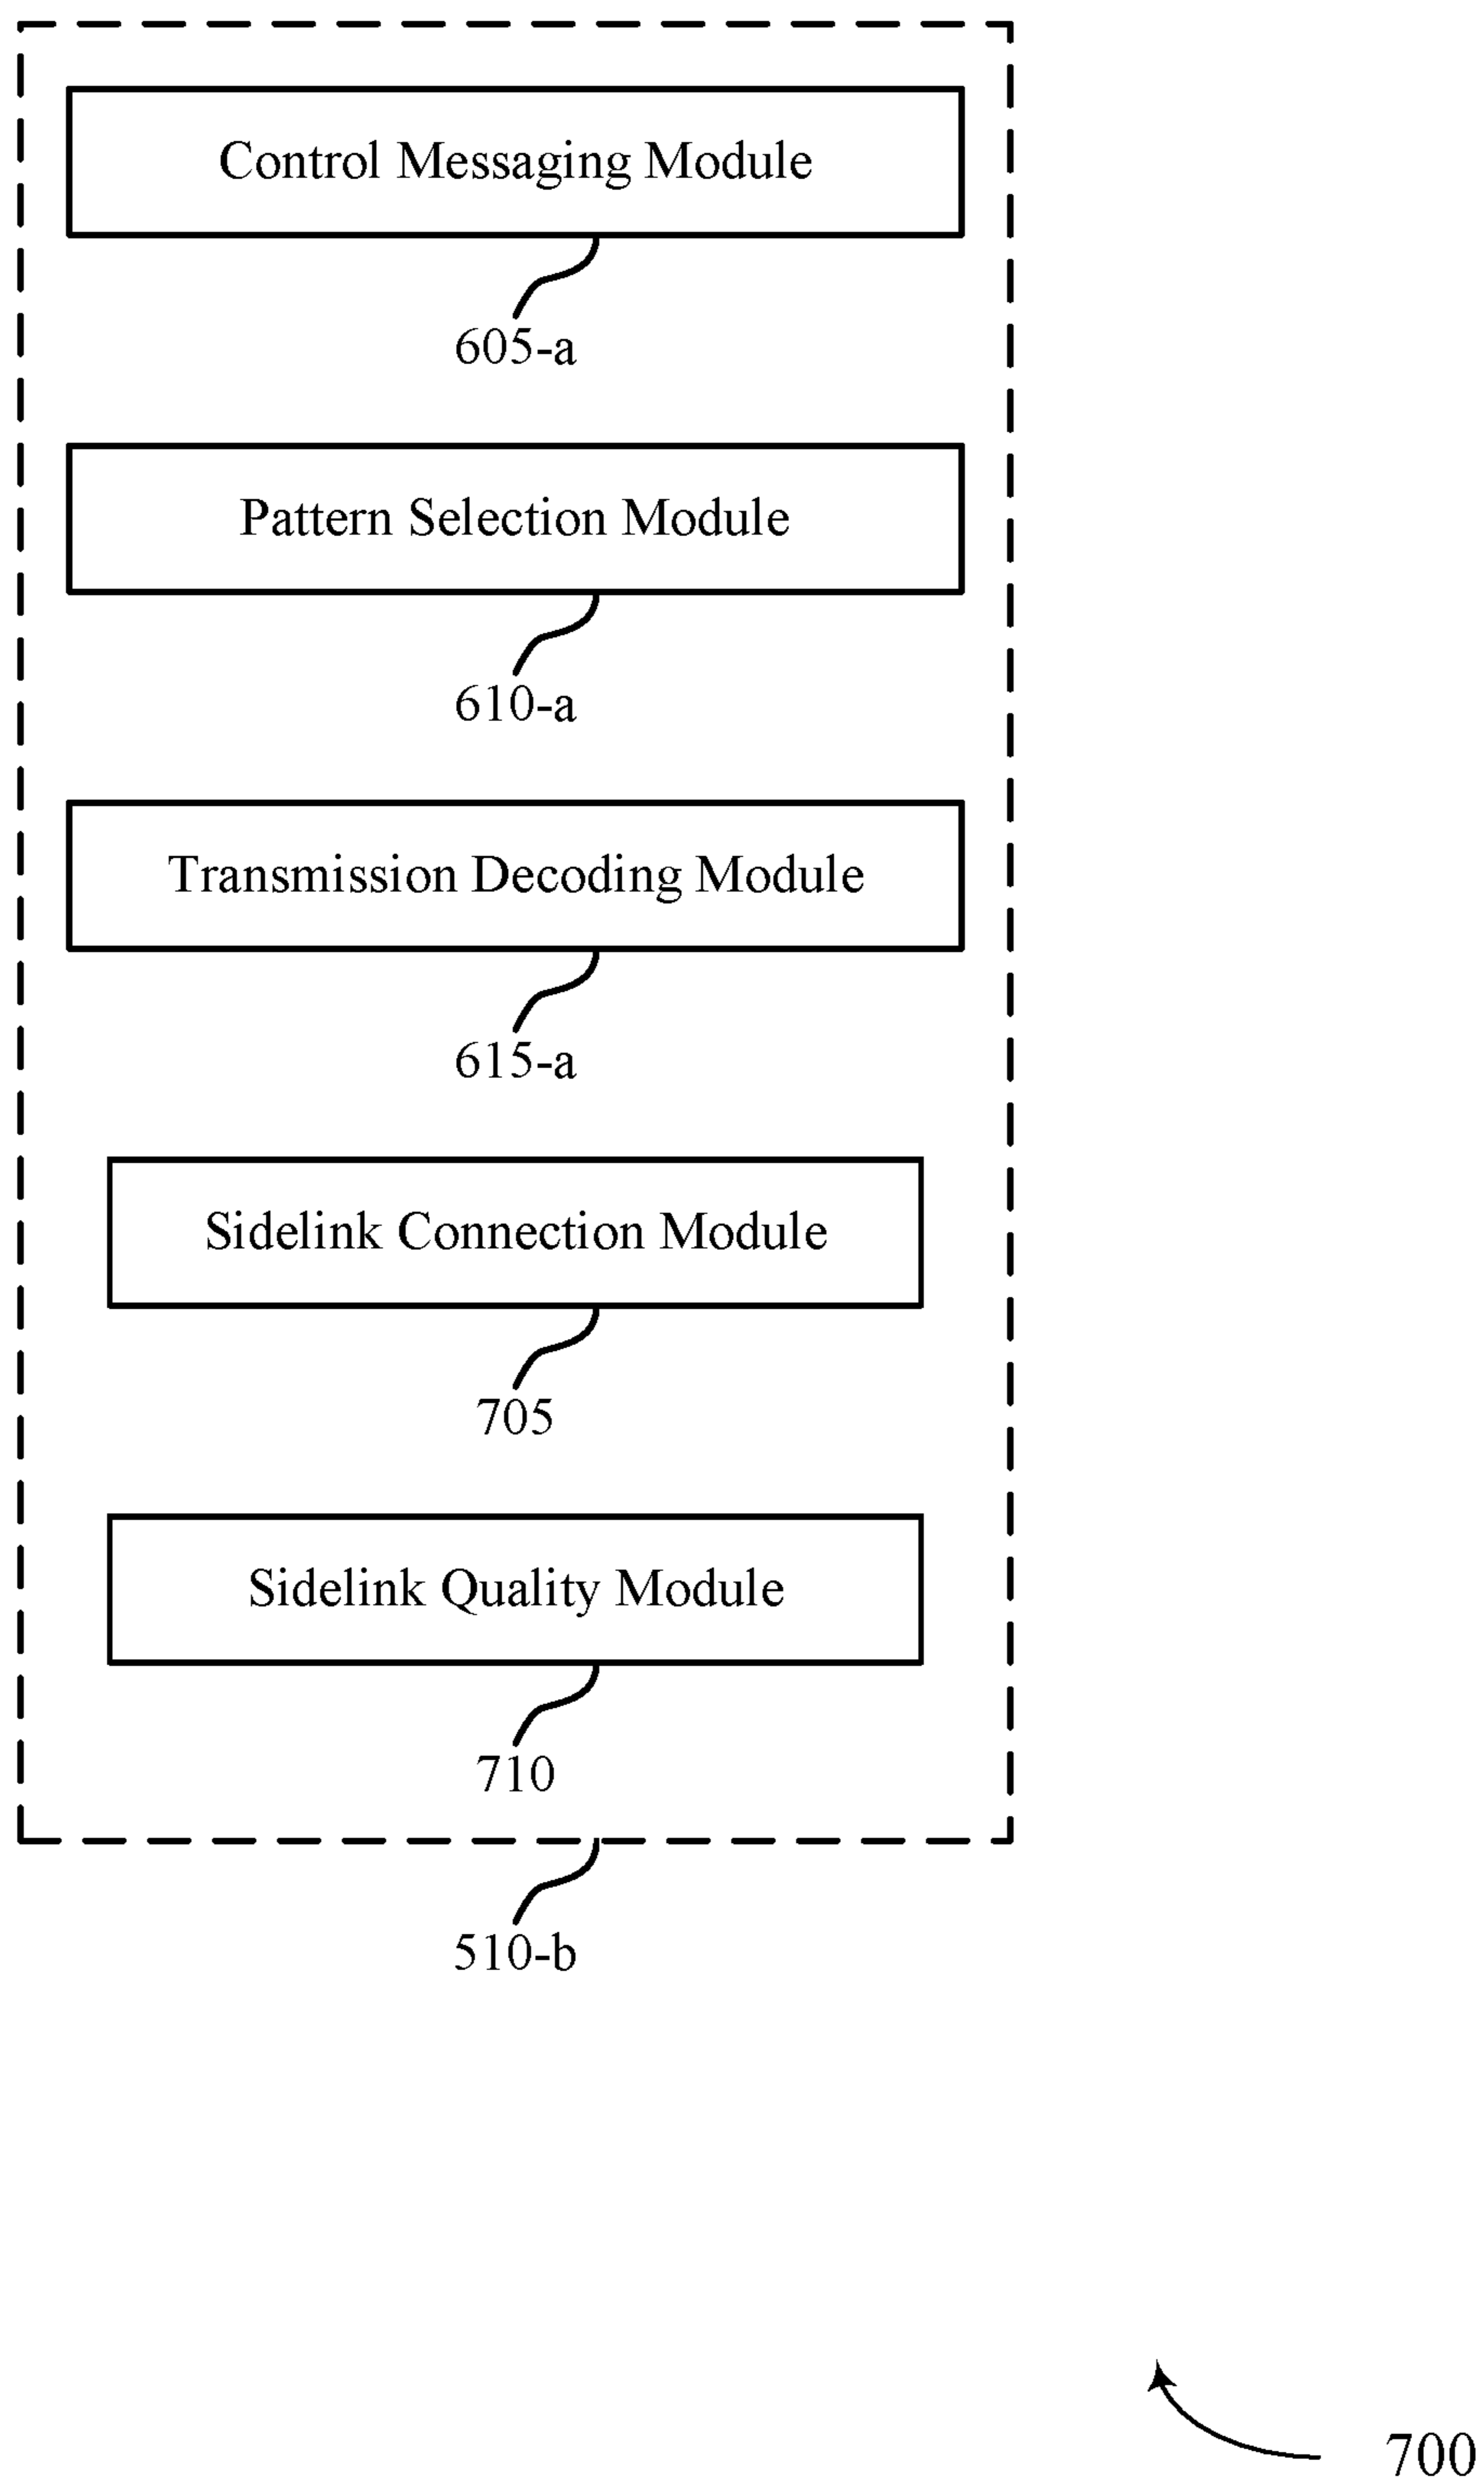 Control Messaging Module
605-a
Pattern Selection Module
610-a
Transmission Decoding Module
615-a
Sidelink Connection Module
705
Sidelink Quality Module
710
510-b
700